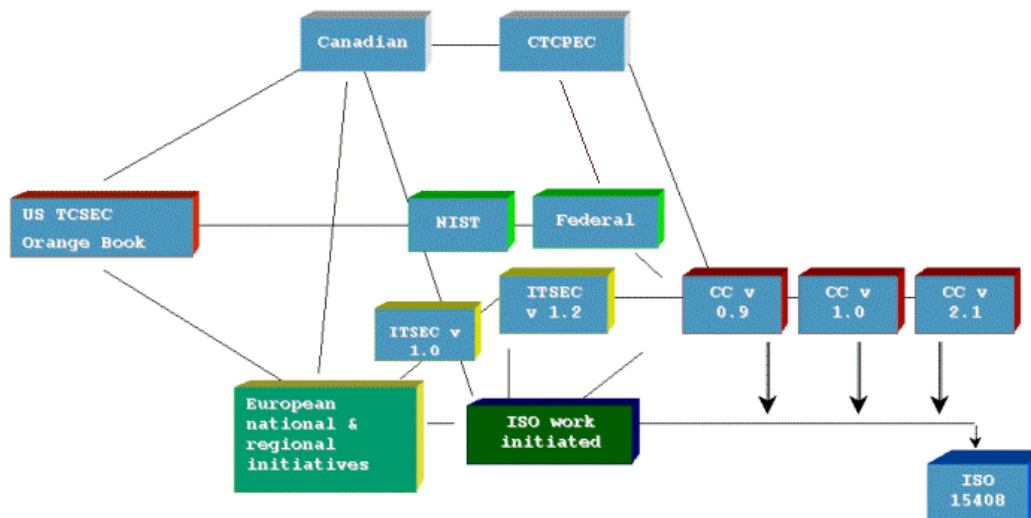 Canadian
CTCPEC
US TCSEC
Orange Book
NIST
Federal
ITSEC v
1.0
ITSEC
v 1.2
CC v
0.9
CC v
1.0
CC v
2.1
European
national &
regional
initiatives
ISO work
initiated
ISO
15408